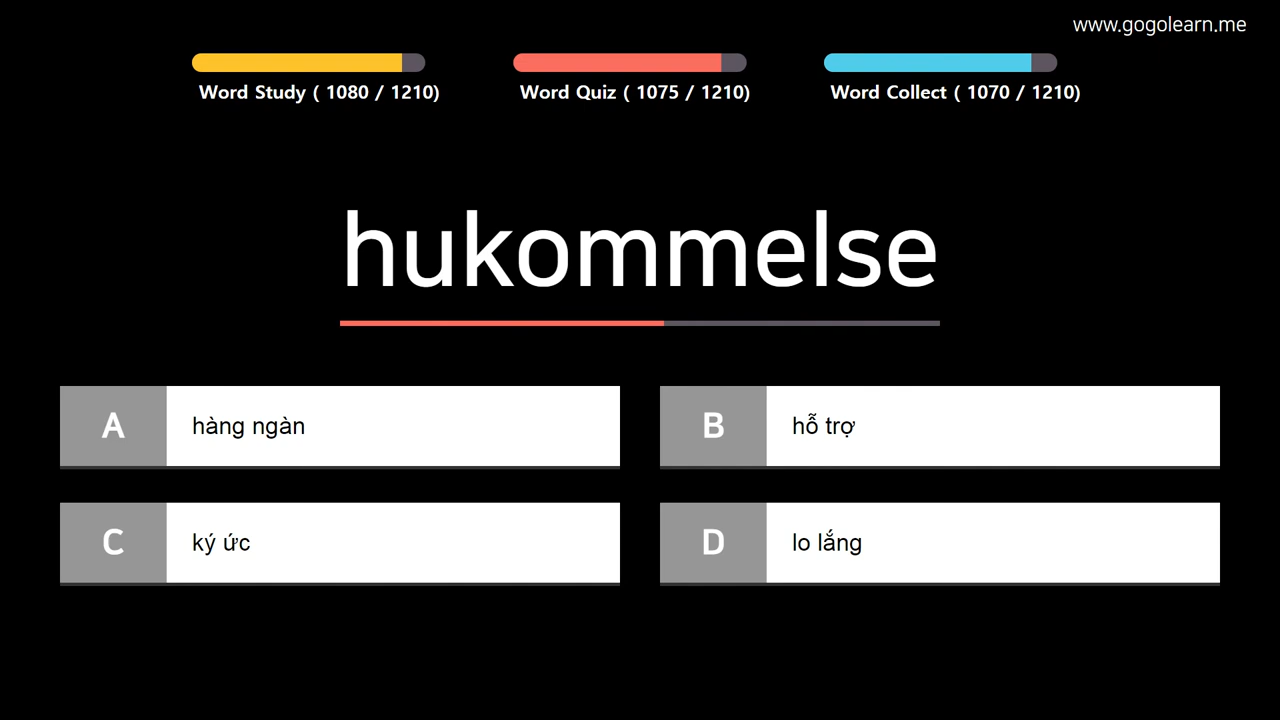 www.gogolearn.me
Word Study ( 1080 / 1210)
Word Quiz ( 1075 / 1210)
Word Collect ( 1070 / 1210)
hukommelse
A
hàng ngàn
B
hỗ trợ
C
ký ức
D
lo lắng